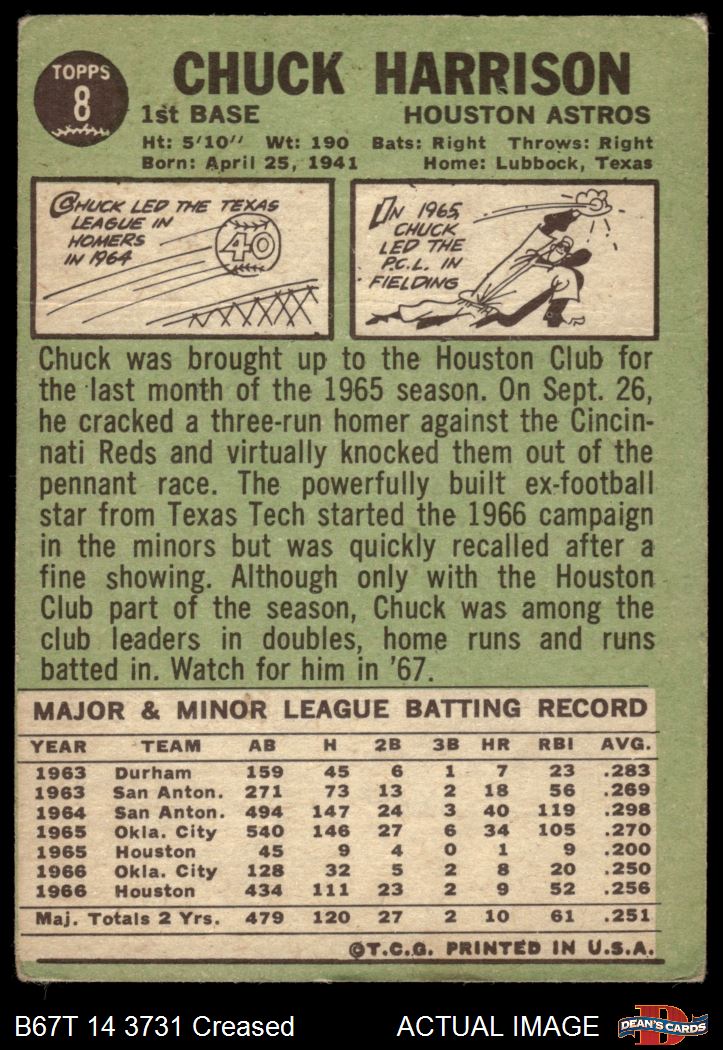 TOPPS
8
CHUCK HARRISON
1st BASE HOUSTON ASTROS
Ht: 5'10" Wt: 190 Bats: Right Throws: Right
Born: April 25, 1941 Home: Lubbock, Texas
CHUCK LED THE TEXAS
LEAGUE IN
HOMERS
IN 1964
40
IN 1965
CHUCK
LED THE
P.C.L. IN
FIELDING
Chuck was brought up to the Houston Club for
the last month of the 1965 season. On Sept. 26,
he cracked a three-run homer against the Cincin-
nati Reds and virtually knocked them out of the
pennant race. The powerfully built ex-football
star from Texas Tech started the 1966 campaign
in the minors but was quickly recalled after a
fine showing. Although only with the Houston
Club part of the season, Chuck was among the
club leaders in doubles, home runs and runs
batted in. Watch for him in '67.
MAJOR & MINOR LEAGUE BATTING RECORD
YEAR TEAM AB H 2B 3B HR RBI AVG.
1963 Durham 159 45 6 1 7 23 .283
1963 San Anton. 271 73 13 2 18 56 .269
1964 San Anton. 494 147 24 3 40 119 .298
1965 Okla. City 540 146 27 6 34 105 .270
1965 Houston 45 9 4 0 1 9 .200
1966 Okla. City 128 32 5 2 8 20 .250
1966 Houston 434 111 23 2 9 52 .256
Maj. Totals 2 Yrs. 479 120 27 2 10 61 .251
©T.C.G. PRINTED IN U.S.A.
B67T 14 3731 Creased ACTUAL IMAGE
D
DEAN'S CARDS